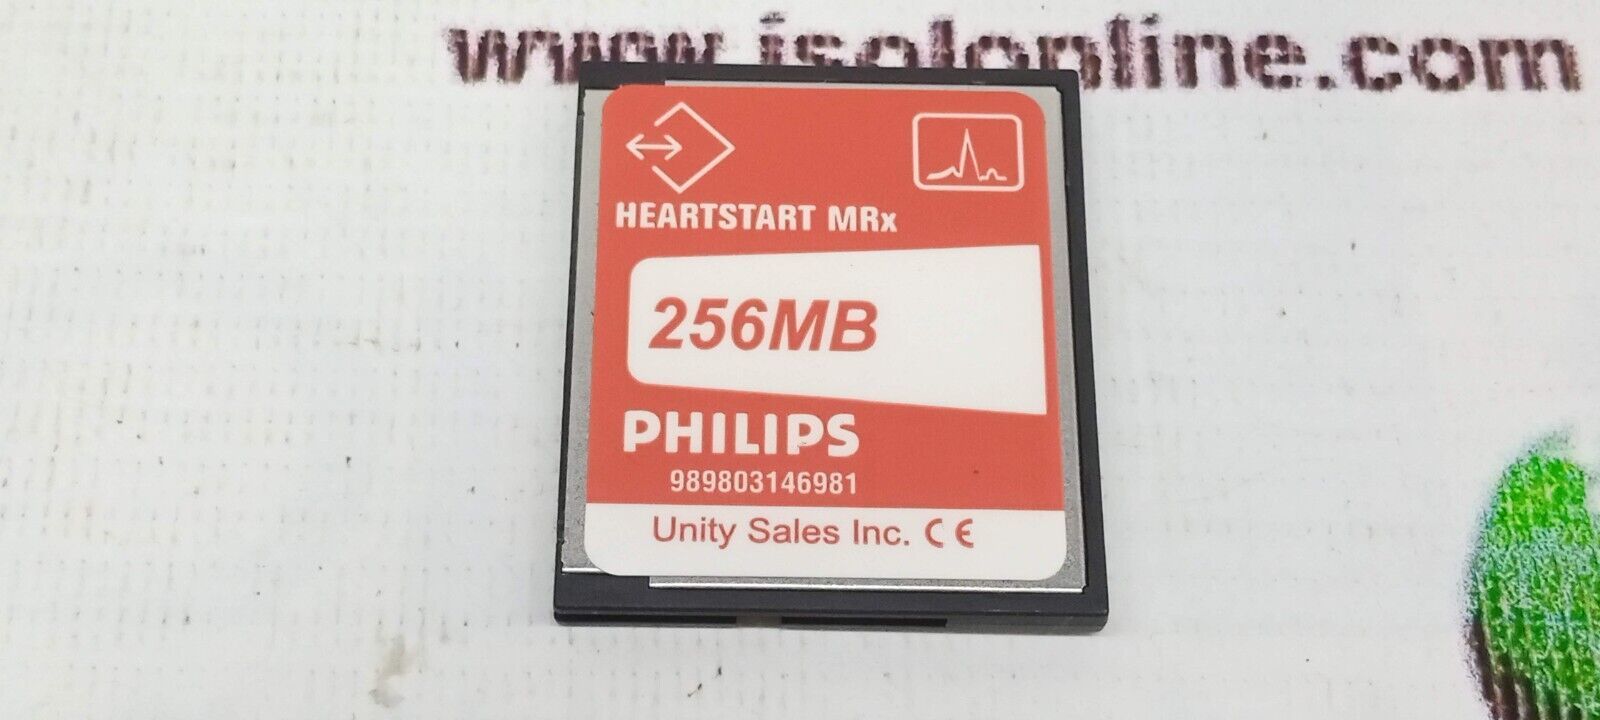 www.isolonline.com
HEARTSTART MRx
256MB
PHILIPS
989803146981
Unity Sales Inc. CE